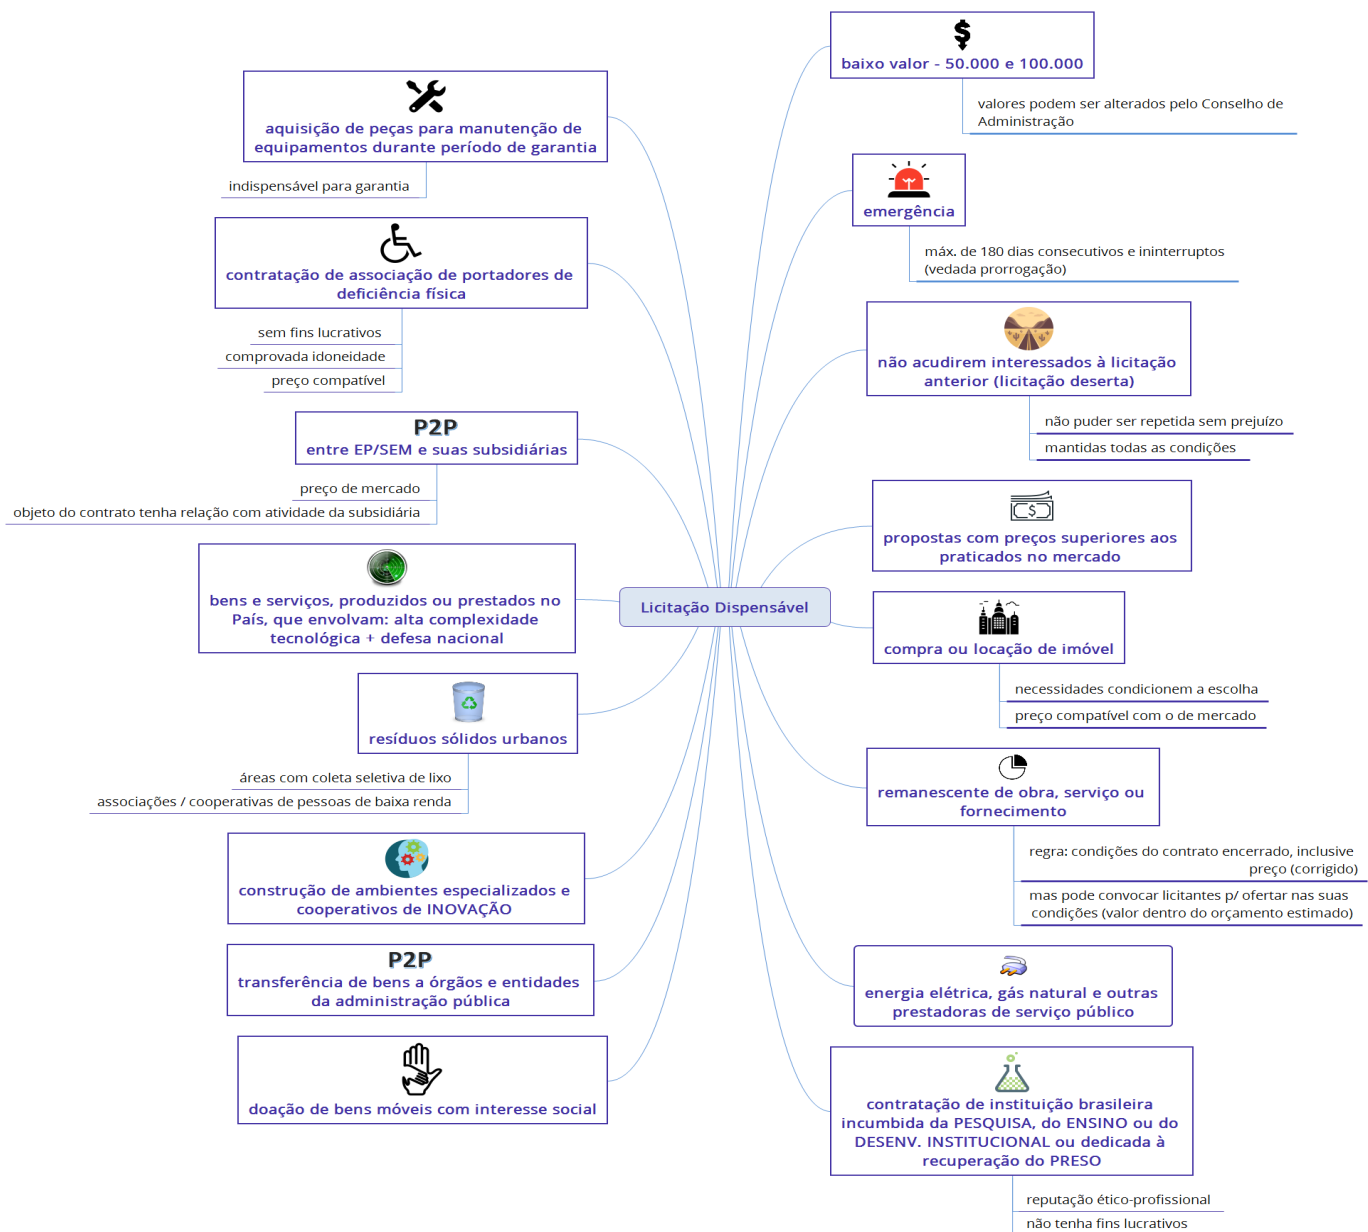 Licitação Dispensável
baixo valor - 50.000 e 100.000
valores podem ser alterados pelo Conselho de
Administração
emergência
máx. de 180 dias consecutivos e ininterruptos
(vedada prorrogação)
não acudirem interessados à licitação
anterior (licitação deserta)
não puder ser repetida sem prejuízo
mantidas todas as condições
propostas com preços superiores aos
praticados no mercado
compra ou locação de imóvel
necessidades condicionem a escolha
preço compatível com o de mercado
remanescente de obra, serviço ou
fornecimento
regra: condições do contrato encerrado, inclusive
preço (corrigido)
mas pode convocar licitantes p/ ofertar nas suas
condições (valor dentro do orçamento estimado)
energia elétrica, gás natural e outras
prestadoras de serviço público
contratação de instituição brasileira
incumbida da PESQUISA, do ENSINO ou do
DESENV. INSTITUCIONAL ou dedicada à
recuperação do PRESO
reputação ético-profissional
não tenha fins lucrativos
aquisição de peças para manutenção de
equipamentos durante período de garantia
indispensável para garantia
contratação de associação de portadores de
deficiência física
sem fins lucrativos
comprovada idoneidade
preço compatível
P2P
entre EP/SEM e suas subsidiárias
preço de mercado
objeto do contrato tenha relação com atividade da subsidiária
bens e serviços, produzidos ou prestados no
País, que envolvam: alta complexidade
tecnológica + defesa nacional
resíduos sólidos urbanos
áreas com coleta seletiva de lixo
associações / cooperativas de pessoas de baixa renda
construção de ambientes especializados e
cooperativos de INOVAÇÃO
P2P
transferência de bens a órgãos e entidades
da administração pública
doação de bens móveis com interesse social